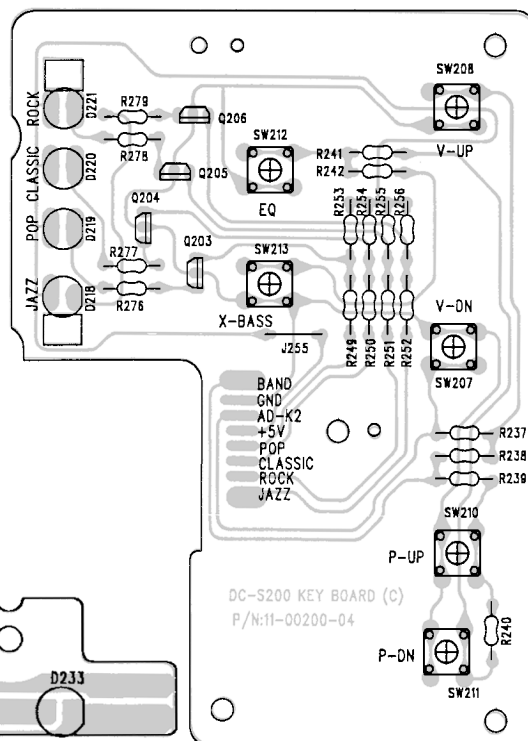 SW208
V-UP
ROCK
D221
R279
Q206
R278
SW212
EQ
R241
R242
CLASSIC
D220
Q205
Q204
R253
R254
R255
R256
POP
D219
Q203
R277
R276
SW213
X-BASS
JAZZ
D218
V-DN
SW207
J255
R249
R250
R251
R252
BAND
GND
AD-K2
+5V
POP
CLASSIC
ROCK
JAZZ
R237
R238
R239
SW210
P-UP
DC-S200 KEY BOARD (C)
P/N:11-00200-04
R240
P-DN
SW211
D233